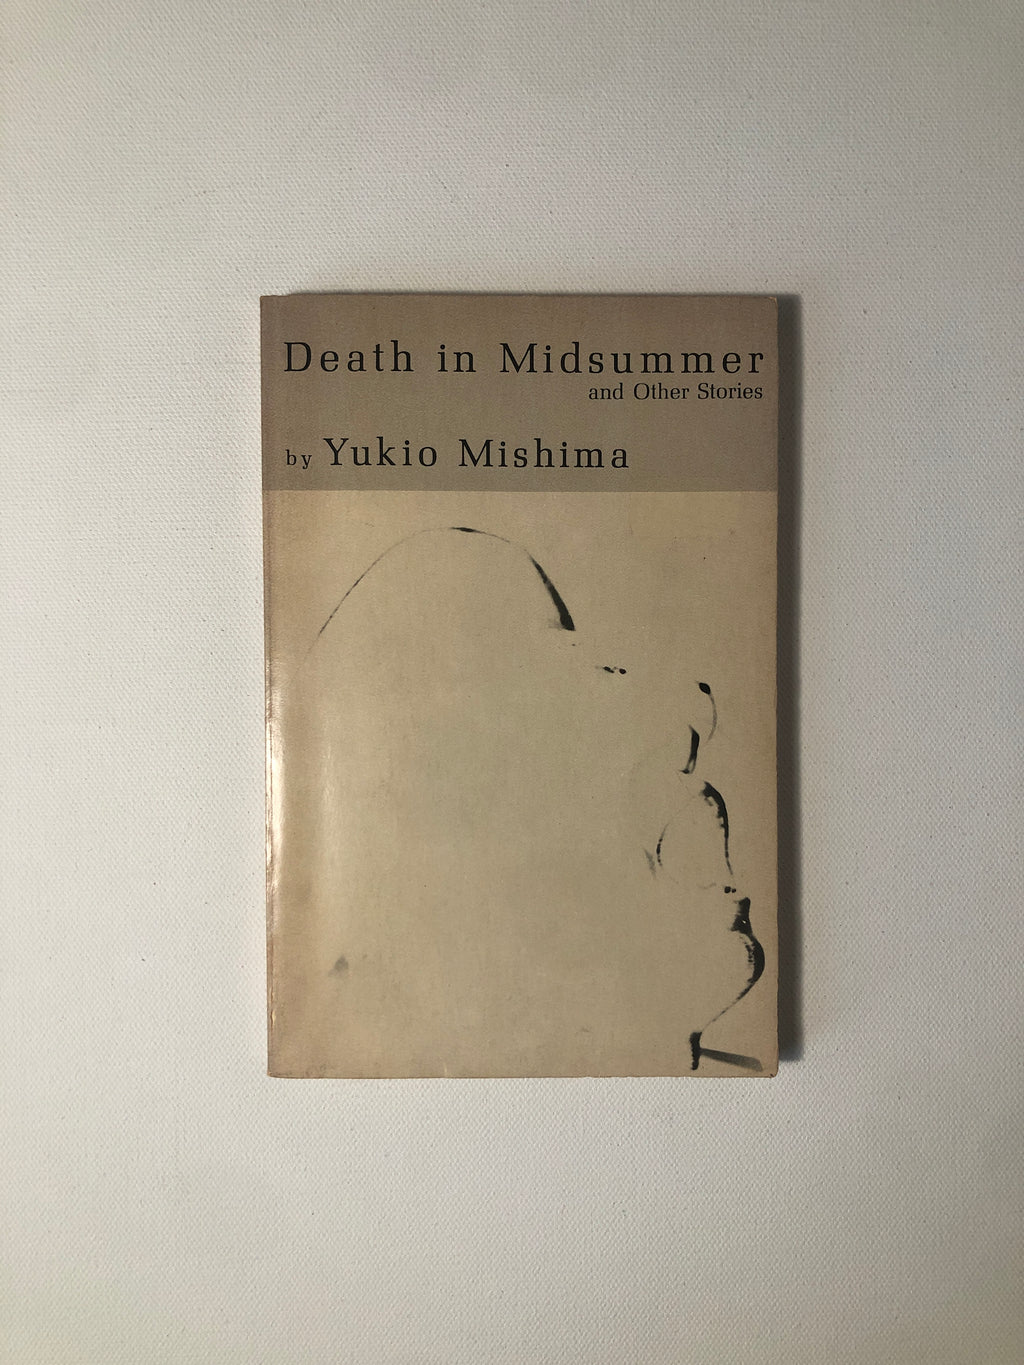 Death in Midsummer
and Other Stories
by Yukio Mishima